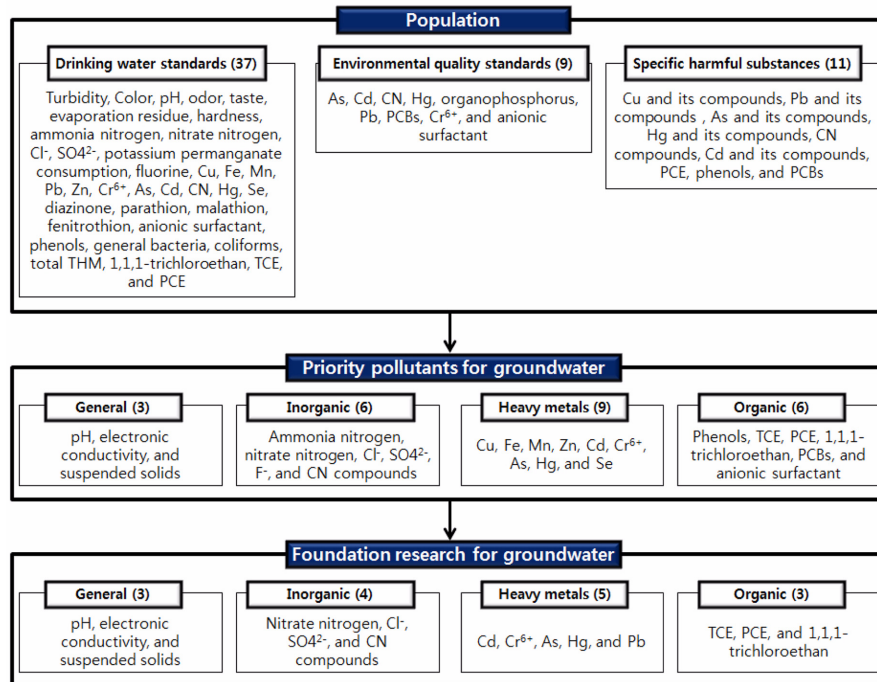 Population
Drinking water standards (37)
Turbidity, Color, pH, odor, taste,
evaporation residue, hardness,
ammonia nitrogen, nitrate nitrogen,
Cl⁻, SO4²⁻, potassium permanganate
consumption, fluorine, Cu, Fe, Mn,
Pb, Zn, Cr⁶⁺, As, Cd, CN, Hg, Se,
diazinone, parathion, malathion,
fenitrothion, anionic surfactant,
phenols, general bacteria, coliforms,
total THM, 1,1,1-trichloroethan, TCE,
and PCE
Environmental quality standards (9)
As, Cd, CN, Hg, organophosphorus,
Pb, PCBs, Cr⁶⁺, and anionic
surfactant
Specific harmful substances (11)
Cu and its compounds, Pb and its
compounds , As and its compounds,
Hg and its compounds, CN
compounds, Cd and its compounds,
PCE, phenols, and PCBs
Priority pollutants for groundwater
General (3)
pH, electronic
conductivity, and
suspended solids
Inorganic (6)
Ammonia nitrogen,
nitrate nitrogen, Cl⁻, SO4²⁻,
F⁻, and CN compounds
Heavy metals (9)
Cu, Fe, Mn, Zn, Cd, Cr⁶⁺,
As, Hg, and Se
Organic (6)
Phenols, TCE, PCE, 1,1,1-
trichloroethan, PCBs, and
anionic surfactant
Foundation research for groundwater
General (3)
pH, electronic
conductivity, and
suspended solids
Inorganic (4)
Nitrate nitrogen, Cl⁻,
SO4²⁻, and CN
compounds
Heavy metals (5)
Cd, Cr⁶⁺, As, Hg, and Pb
Organic (3)
TCE, PCE, and 1,1,1-
trichloroethan